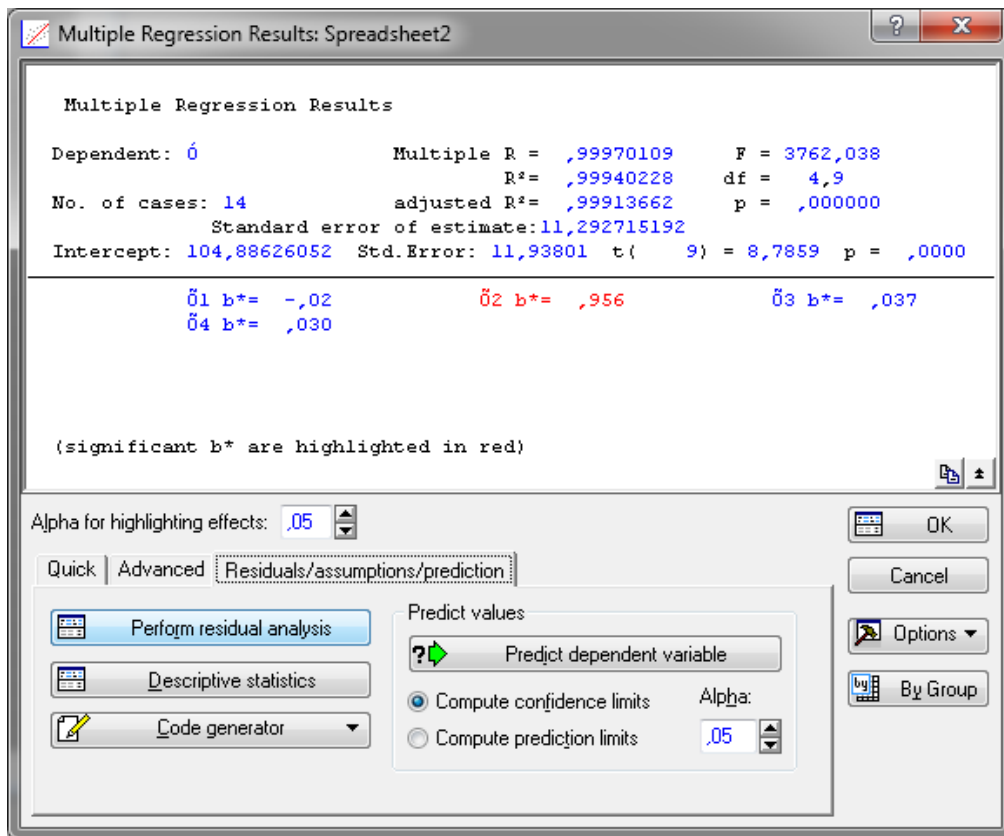 Multiple Regression Results: Spreadsheet2
?
X
Multiple Regression Results
Dependent: Ó Multiple R = ,99970109 F = 3762,038
R²= ,99940228 df = 4,9
No. of cases: 14 adjusted R²= ,99913662 p = ,000000
Standard error of estimate:11,292715192
Intercept: 104,88626052 Std.Error: 11,93801 t( 9) = 8,7859 p = ,0000
Õ1 b*= -,02 Õ2 b*= ,956 Õ3 b*= ,037
Õ4 b*= ,030
(significant b* are highlighted in red)
Alpha for highlighting effects: ,05
OK
Quick Advanced Residuals/assumptions/prediction
Cancel
Perform residual analysis
Predict values
Options
? Predict dependent variable
Descriptive statistics
by By Group
Compute confidence limits Alpha:
Code generator
Compute prediction limits ,05